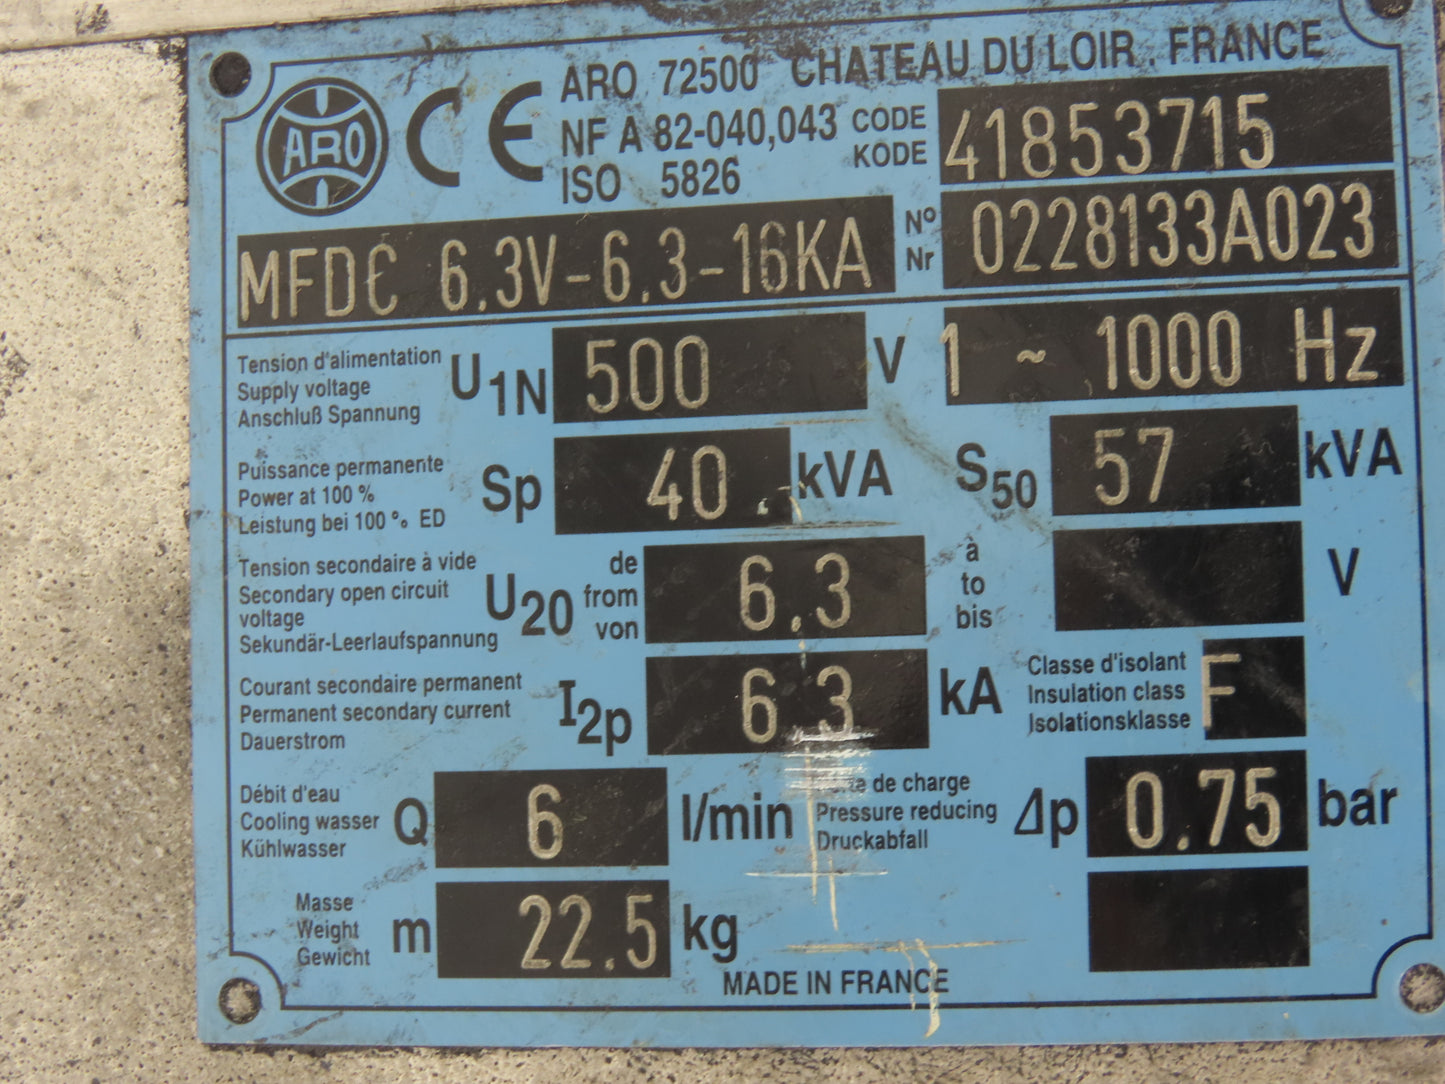 ARO
CE
ARO 72500 CHATEAU DU LOIR. FRANCE
NF A 82-040,043
ISO 5826
CODE
KODE
41853715
MFDC 6.3V-6.3-16KA
N°
Nr
0228133A023
Tension d'alimentation
Supply voltage
Anschluß Spannung
U1N 500 V 1 ~ 1000 Hz
Puissance permanente
Power at 100 %
Leistung bei 100 % ED
Sp 40 kVA S50 57 kVA
Tension secondaire à vide
Secondary open circuit
voltage
Sekundär-Leerlaufspannung
U20
de
from
von
6.3
à
to
bis
V
Courant secondaire permanent
Permanent secondary current
Dauerstrom
I2p 6.3 kA
Classe d'isolant
Insulation class
Isolationsklasse
F
Débit d'eau
Cooling wasser
Kühlwasser
Q 6 l/min
de charge
Pressure reducing
Druckabfall
Δp 0.75 bar
Masse
Weight
Gewicht
m 22.5 kg
MADE IN FRANCE